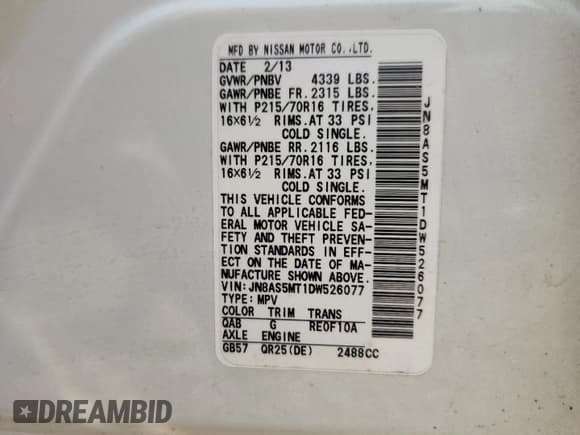 MFD BY NISSAN MOTOR CO.,LTD.
DATE 2/13
GVWR/PNBV 4339 LBS.
GAWR/PNBE FR. 2315 LBS.
WITH P215/70R16 TIRES,
16×6½ RIMS.AT 33 PSI
COLD SINGLE.
GAWR/PNBE RR. 2116 LBS.
WITH P215/70R16 TIRES,
16×6½ RIMS.AT 33 PSI
COLD SINGLE.
THIS VEHICLE CONFORMS
TO ALL APPLICABLE FED-
ERAL MOTOR VEHICLE SA-
FETY AND THEFT PREVEN-
TION STANDARDS IN EFF-
ECT ON THE DATE OF MA-
NUFACTURE SHOWN ABOVE.
VIN:JN8AS5MT1DW526077
TYPE:MPV
COLOR TRIM TRANS
QAB G RE0F10A
AXLE ENGINE
GB57 QR25(DE) 2488CC
JN8AS5MT1DW526077
DREAMBID